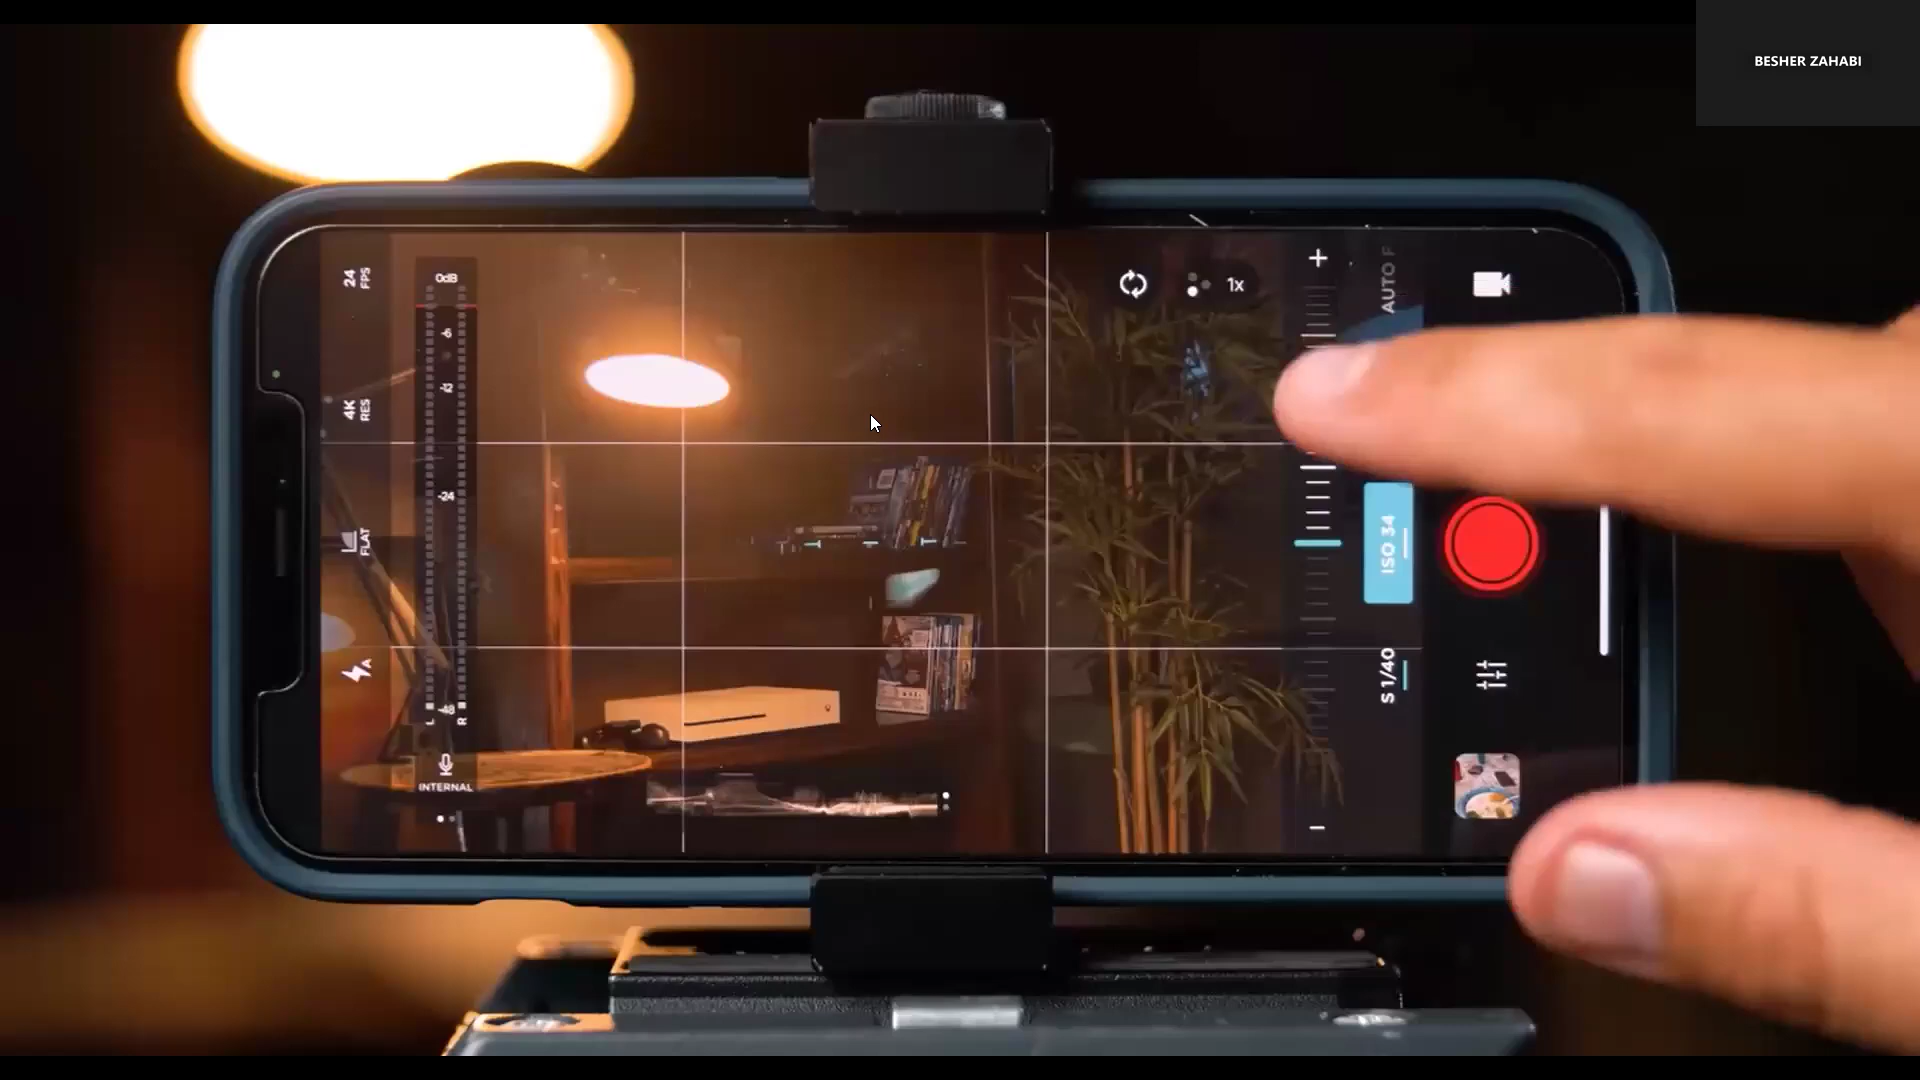 BESHER ZAHABI
24
FPS
4K
RES
FLAT
A
0dB
-6
-12
-24
-48
L
R
INTERNAL
1x
+
AUTO F
ISO 34
S 1/40
−